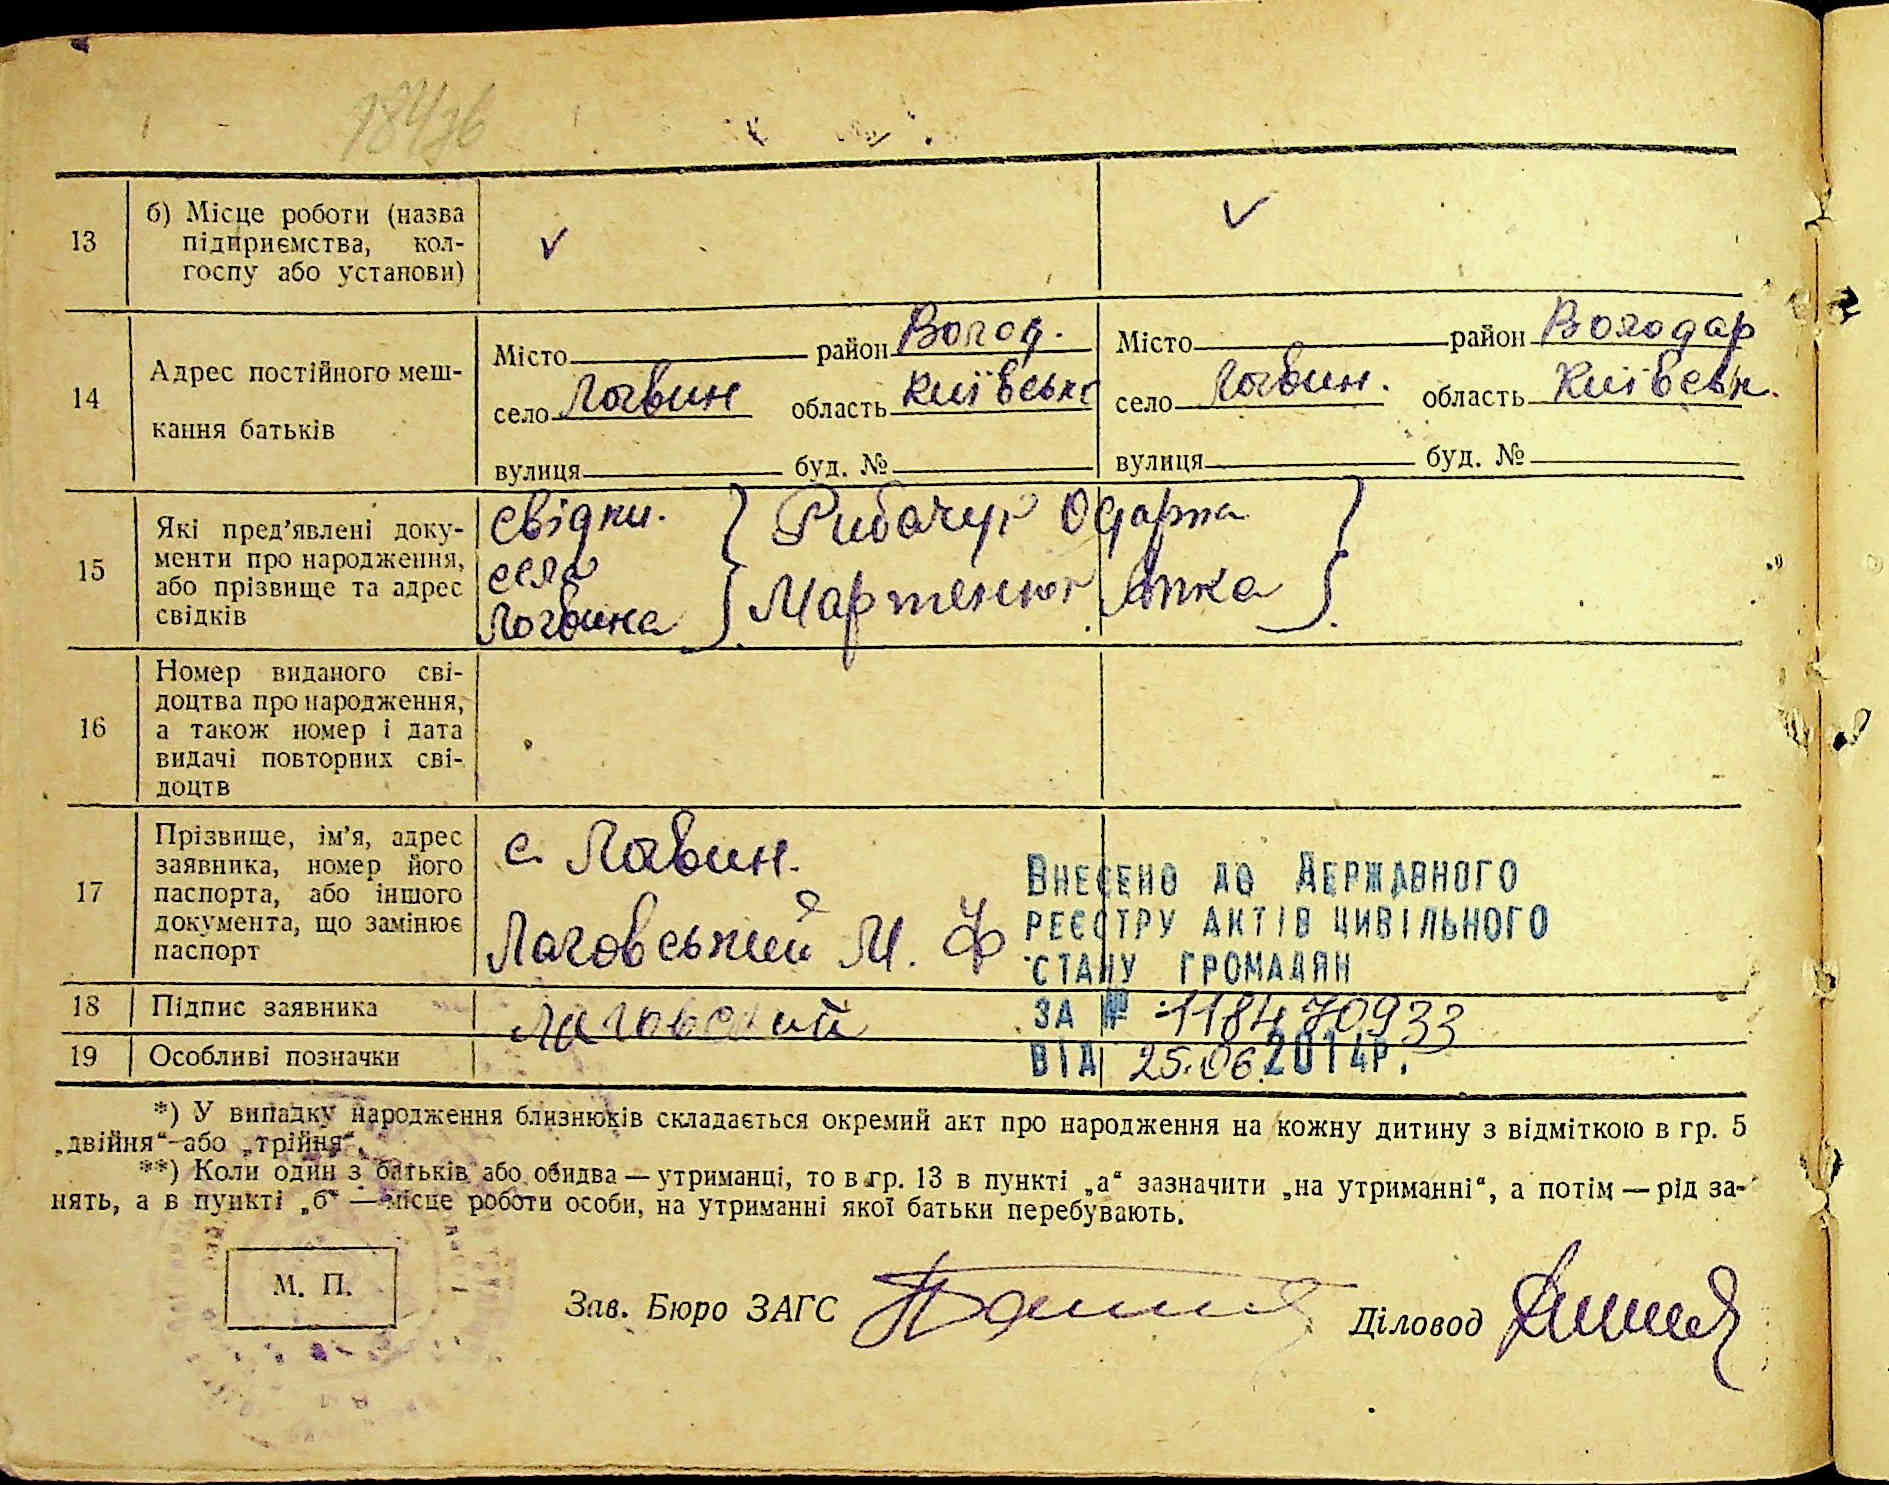 184зв
13
б) Місце роботи (назва
підприємства, кол-
госпу або установи)
14
Адрес постійного меш-
кання батьків
Місто район Волод.
село Логвин область Київськ
вулиця буд. №
Місто район Володар
село Логвин. область Київськ.
вулиця буд. №
15
Які пред'явлені доку-
менти про народження,
або прізвище та адрес
свідків
свідки. Рибачук Одарка
села Мартенюк Ялка
Логвина
16
Номер виданого сві-
доцтва про народження,
а також номер і дата
видачі повторних сві-
доцтв
17
Прізвище, ім'я, адрес
заявника, номер його
паспорта, або іншого
документа, що замінює
паспорт
с. Логвин.
Лаговський М. Ф
Внесено до Державного
реєстру актів цивільного
стану громадян
за № 118470933
від 25.06.2014р.
18 Підпис заявника Лаговский
19 Особливі позначки
*) У випадку народження близнюків складається окремий акт про народження на кожну дитину з відміткою в гр. 5
„двійня“ або „трійня“.
**) Коли один з батьків або обидва — утриманці, то в гр. 13 в пункті „а“ зазначити „на утриманні“, а потім — рід за-
нять, а в пункті „б“ — місце роботи особи, на утриманні якої батьки перебувають.
М. П.
Зав. Бюро ЗАГС
Діловод